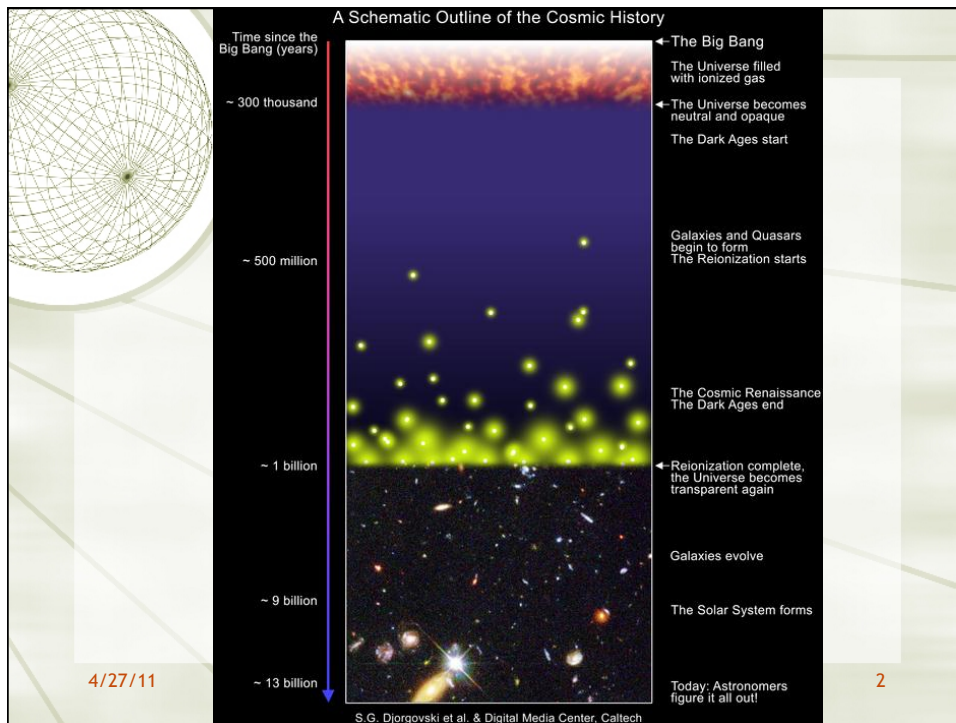 A Schematic Outline of the Cosmic History
Time since the
Big Bang (years)
The Big Bang
The Universe filled
with ionized gas
~ 300 thousand
The Universe becomes
neutral and opaque
The Dark Ages start
Galaxies and Quasars
begin to form
~ 500 million
The Reionization starts
The Cosmic Renaissance
The Dark Ages end
~ 1 billion
Reionization complete,
the Universe becomes
transparent again
Galaxies evolve
~ 9 billion
The Solar System forms
~ 13 billion
Today: Astronomers
figure it all out!
S.G. Djorgovski et al. & Digital Media Center, Caltech
4/27/11
2